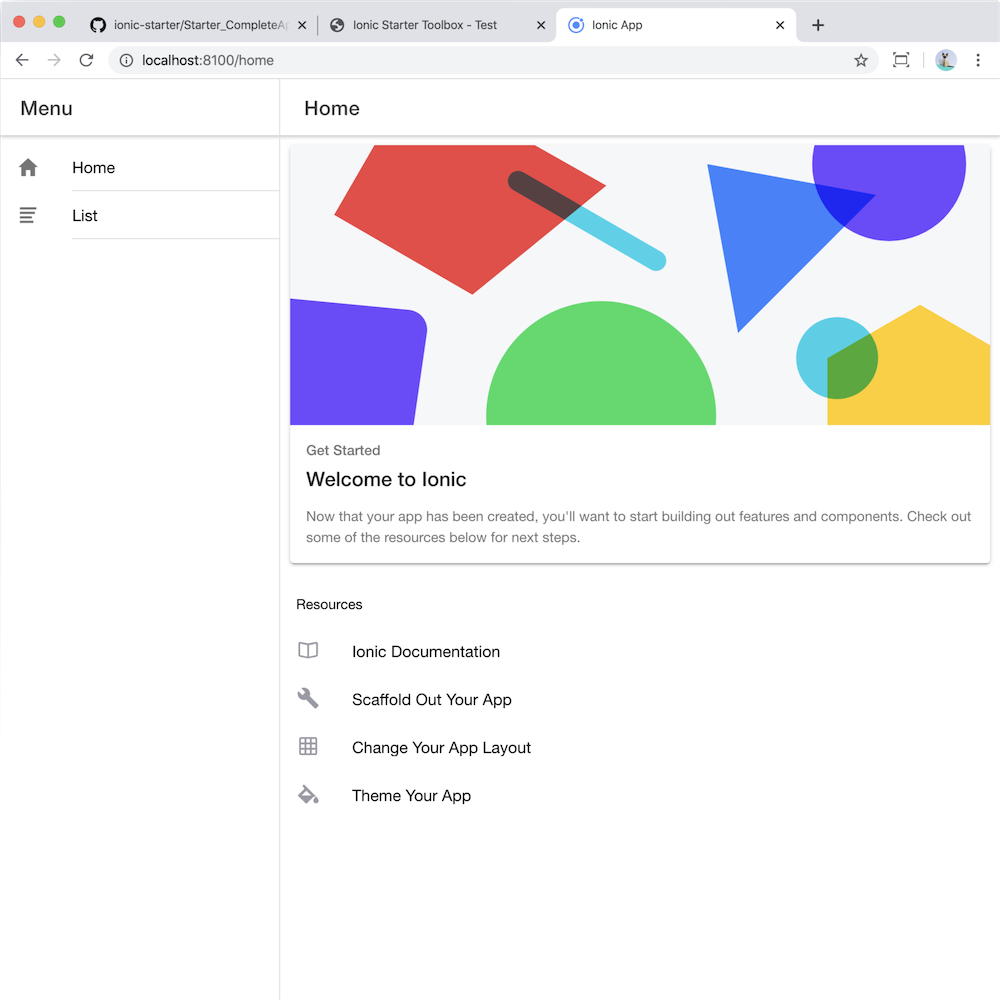 ionic-starter/Starter_CompleteAp
Ionic Starter Toolbox - Test
Ionic App
localhost:8100/home
Menu
Home
Home
List
Get Started
Welcome to Ionic
Now that your app has been created, you'll want to start building out features and components. Check out
some of the resources below for next steps.
Resources
Ionic Documentation
Scaffold Out Your App
Change Your App Layout
Theme Your App